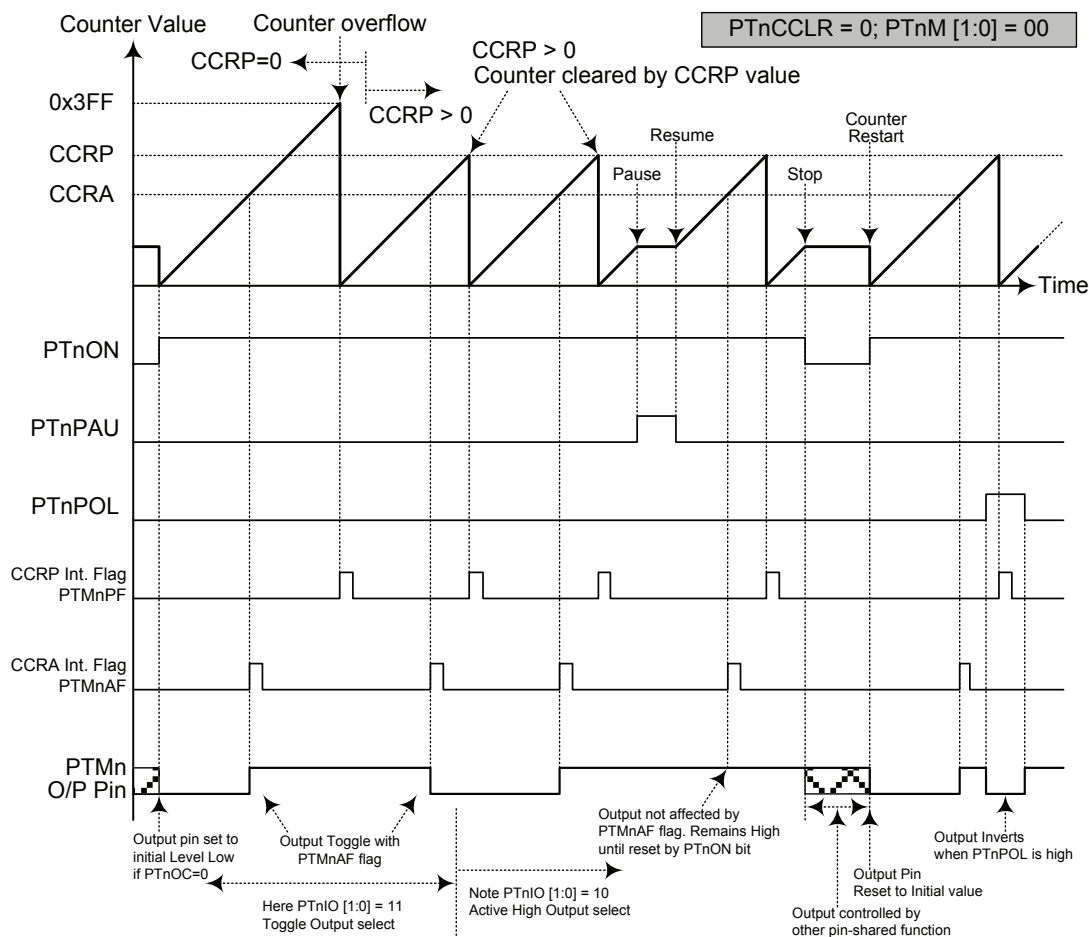 Counter Value
Counter overflow
PTnCCLR = 0; PTnM [1:0] = 00
CCRP=0
CCRP > 0
CCRP > 0
Counter cleared by CCRP value
0x3FF
CCRP
CCRA
Pause
Resume
Stop
Counter
Restart
Time
PTnON
PTnPAU
PTnPOL
CCRP Int. Flag
PTMnPF
CCRA Int. Flag
PTMnAF
PTMn
O/P Pin
Output pin set to
initial Level Low
if PTnOC=0
Output Toggle with
PTMnAF flag
Here PTnIO [1:0] = 11
Toggle Output select
Note PTnIO [1:0] = 10
Active High Output select
Output not affected by
PTMnAF flag. Remains High
until reset by PTnON bit
Output controlled by
other pin-shared function
Output Pin
Reset to Initial value
Output Inverts
when PTnPOL is high